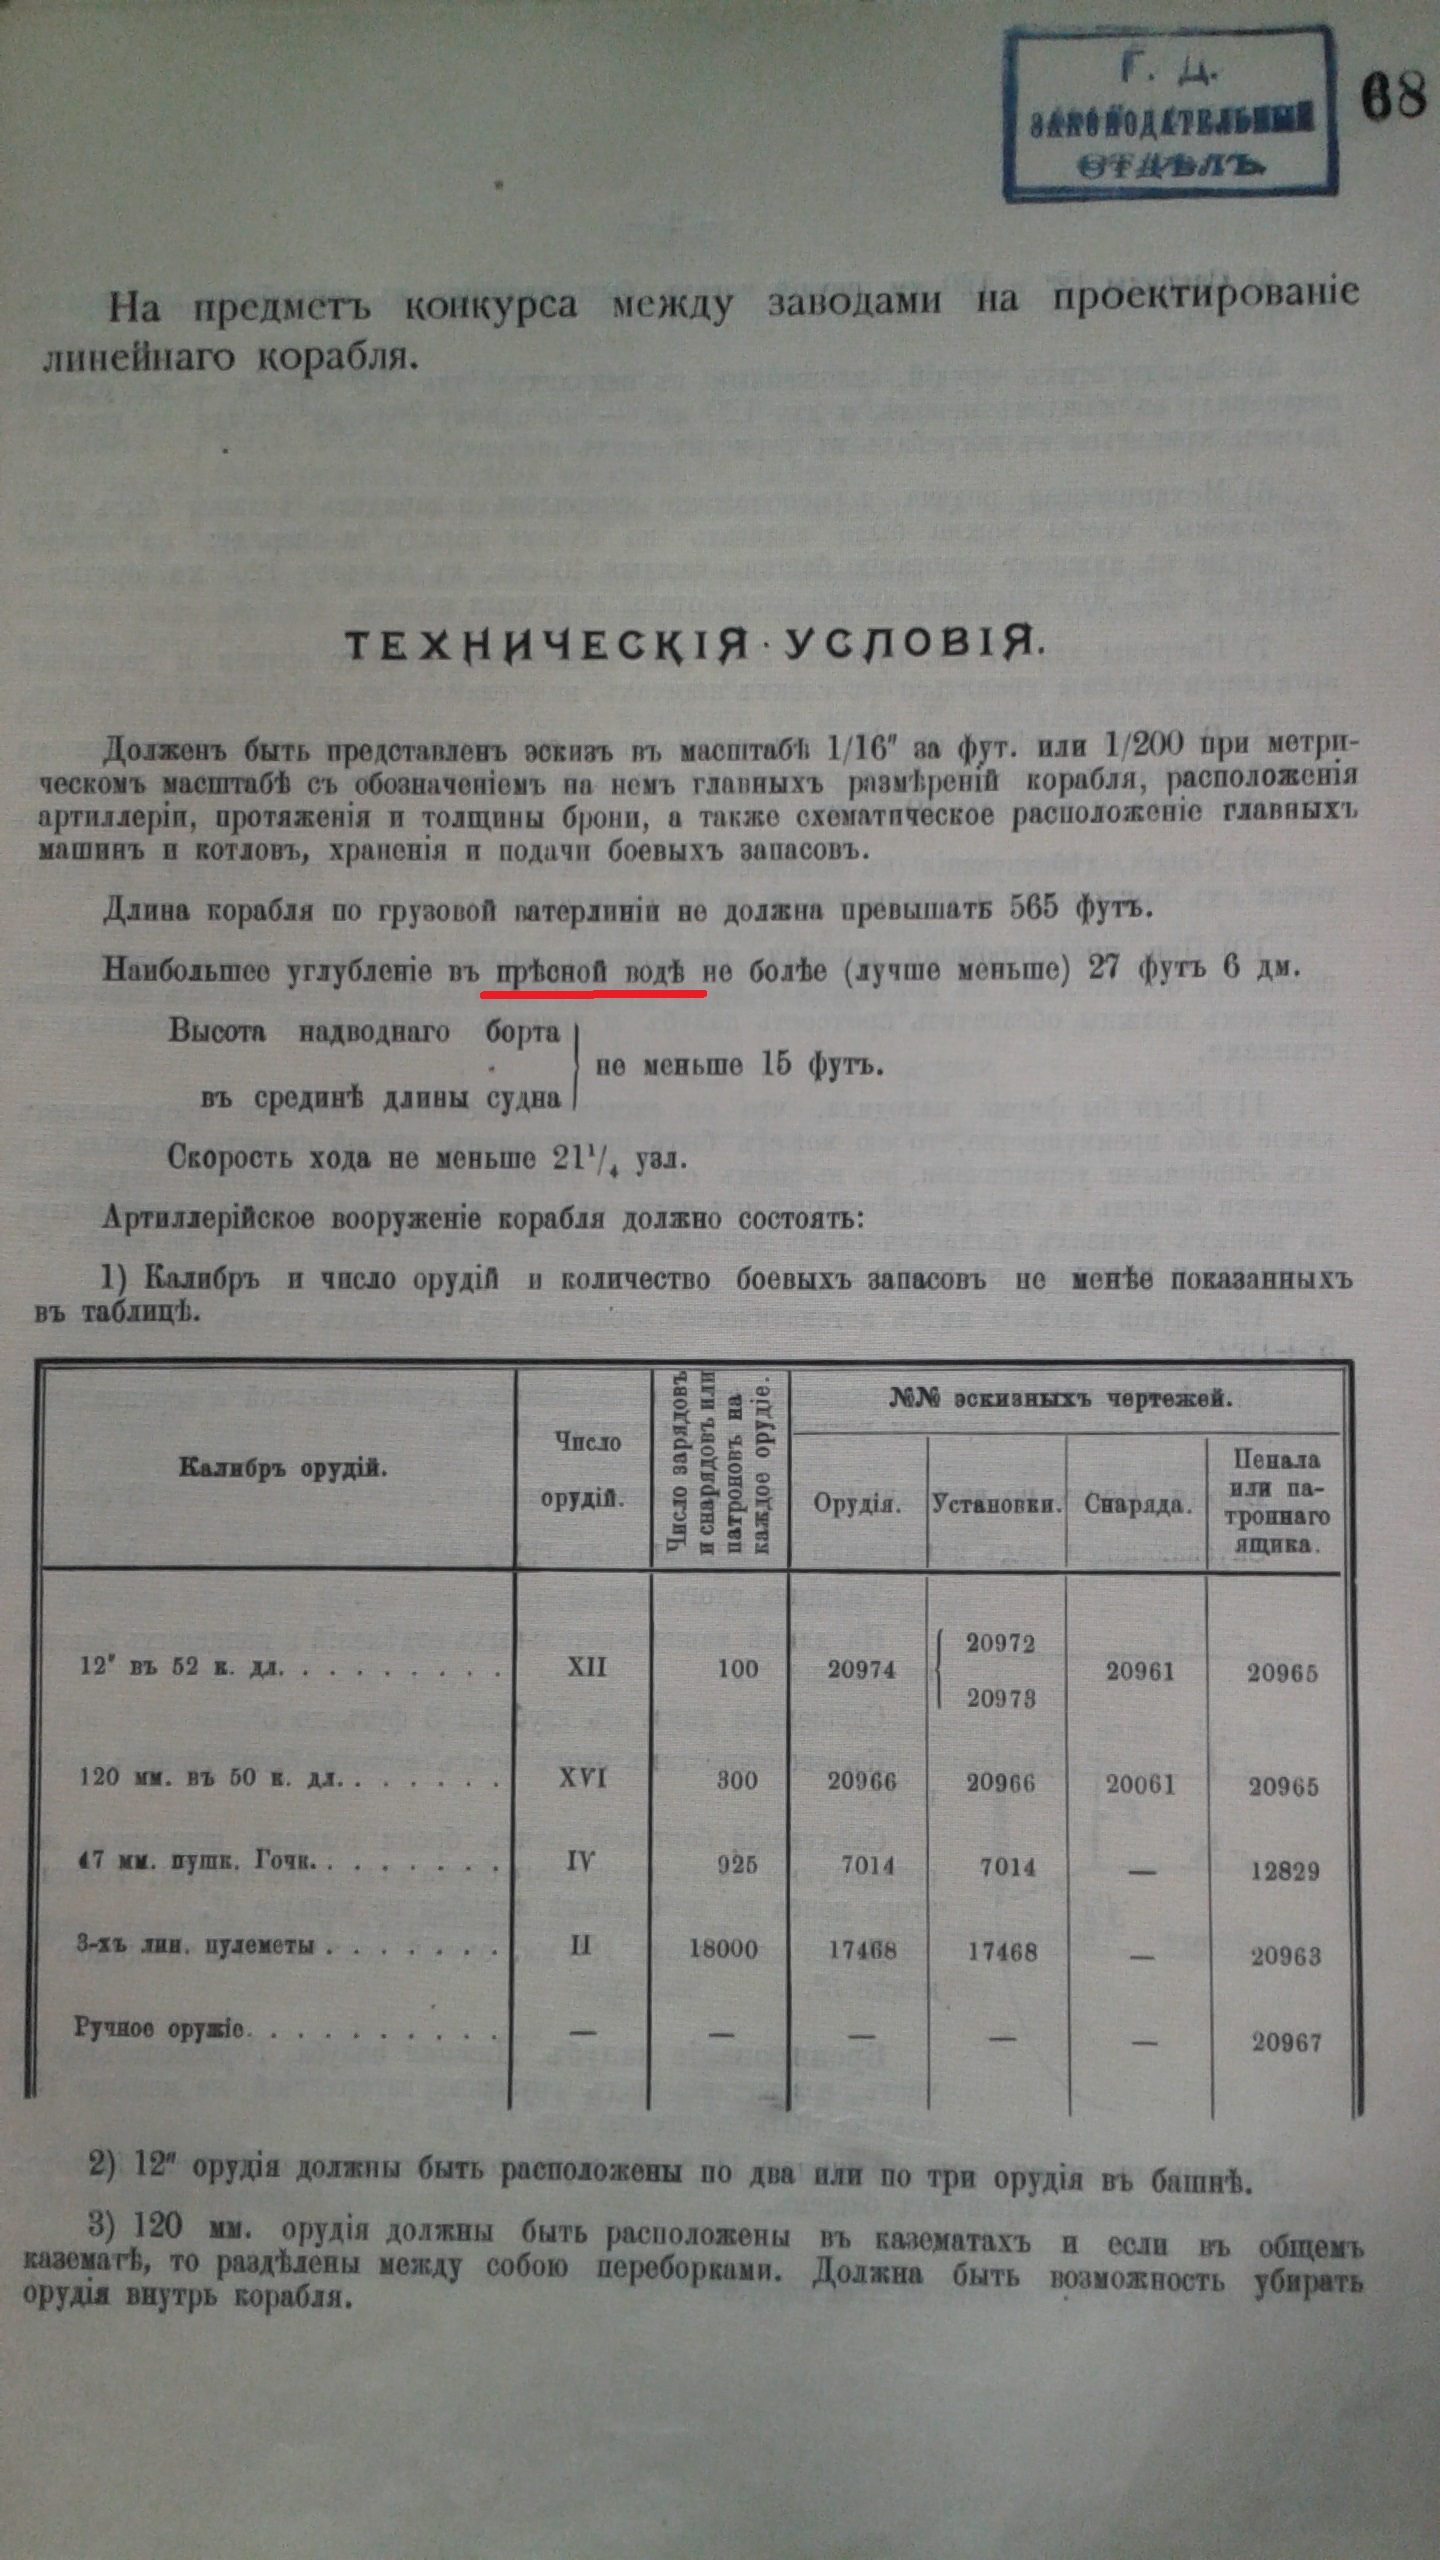 Г. Д.
ЗАКОНОДАТЕЛЬНЫЙ
ОТДѢЛЪ.
68
На предметъ конкурса между заводами на проектированіе
линейнаго корабля.
ТЕХНИЧЕСКІЯ УСЛОВІЯ.
Долженъ быть представленъ эскизъ въ масштабѣ 1/16" за фут. или 1/200 при метри-
ческомъ масштабѣ съ обозначеніемъ на немъ главныхъ размѣреній корабля, расположенія
артиллеріи, протяженія и толщины брони, а также схематическое расположеніе главныхъ
машинъ и котловъ, храненія и подачи боевыхъ запасовъ.
Длина корабля по грузовой ватерлиніи не должна превышать 565 футъ.
Наибольшее углубленіе въ прѣсной водѣ не болѣе (лучше меньше) 27 футъ 6 дм.
Высота надводнаго борта
въ срединѣ длины судна
не меньше 15 футъ.
Скорость хода не меньше 21¹/₄ узл.
Артиллерійское вооруженіе корабля должно состоять:
1) Калибръ и число орудій и количество боевыхъ запасовъ не менѣе показанныхъ
въ таблицѣ.
Калибръ орудій.
Число
орудій.
Число зарядовъ
и снарядовъ или
патроновъ на
каждое орудіе.
№№ эскизныхъ чертежей.
Орудія. Установки. Снаряда.
Пенала
или па-
троннаго
ящика.
12" въ 52 к. дл. . . . . . . . . . XII 100 20974 20972 20973 20961 20965
120 мм. въ 50 к. дл. . . . . . . XVI 300 20966 20966 20061 20965
47 мм. пушк. Гочк. . . . . . . . IV 925 7014 7014 — 12829
3-хъ лин. пулеметы . . . . . . . II 18000 17468 17468 — 20963
Ручное оружіе. . . . . . . . . . . — — — — — 20967
2) 12" орудія должны быть расположены по два или по три орудія въ башнѣ.
3) 120 мм. орудія должны быть расположены въ казематахъ и если въ общемъ
казематѣ, то раздѣлены между собою переборками. Должна быть возможность убирать
орудія внутрь корабля.